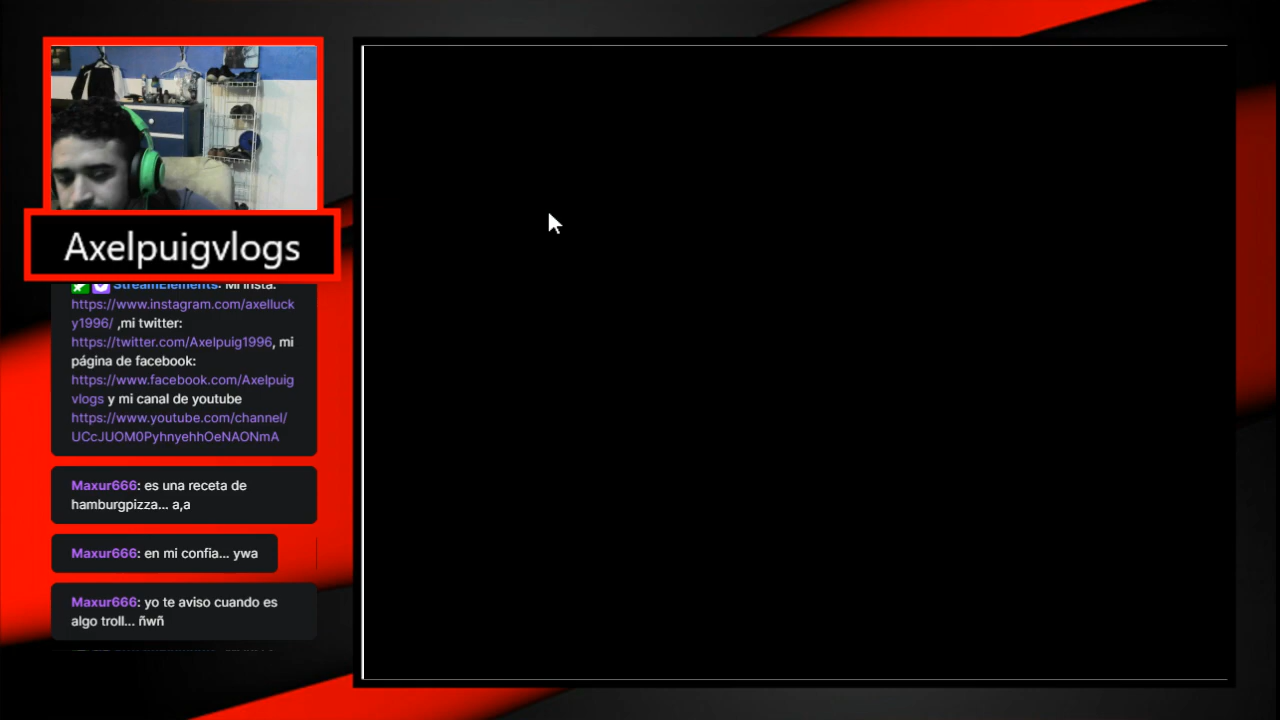 Axelpuigvlogs
StreamElements: Mi insta:
https://www.instagram.com/axelluck
y1996/ ,mi twitter:
https://twitter.com/Axelpuig1996, mi
página de facebook:
https://www.facebook.com/Axelpuig
vlogs y mi canal de youtube
https://www.youtube.com/channel/
UCcJUOM0PyhnyehhOeNAONmA
Maxur666: es una receta de
hamburgpizza... a,a
Maxur666: en mi confia... ywa
Maxur666: yo te aviso cuando es
algo troll... ñwñ